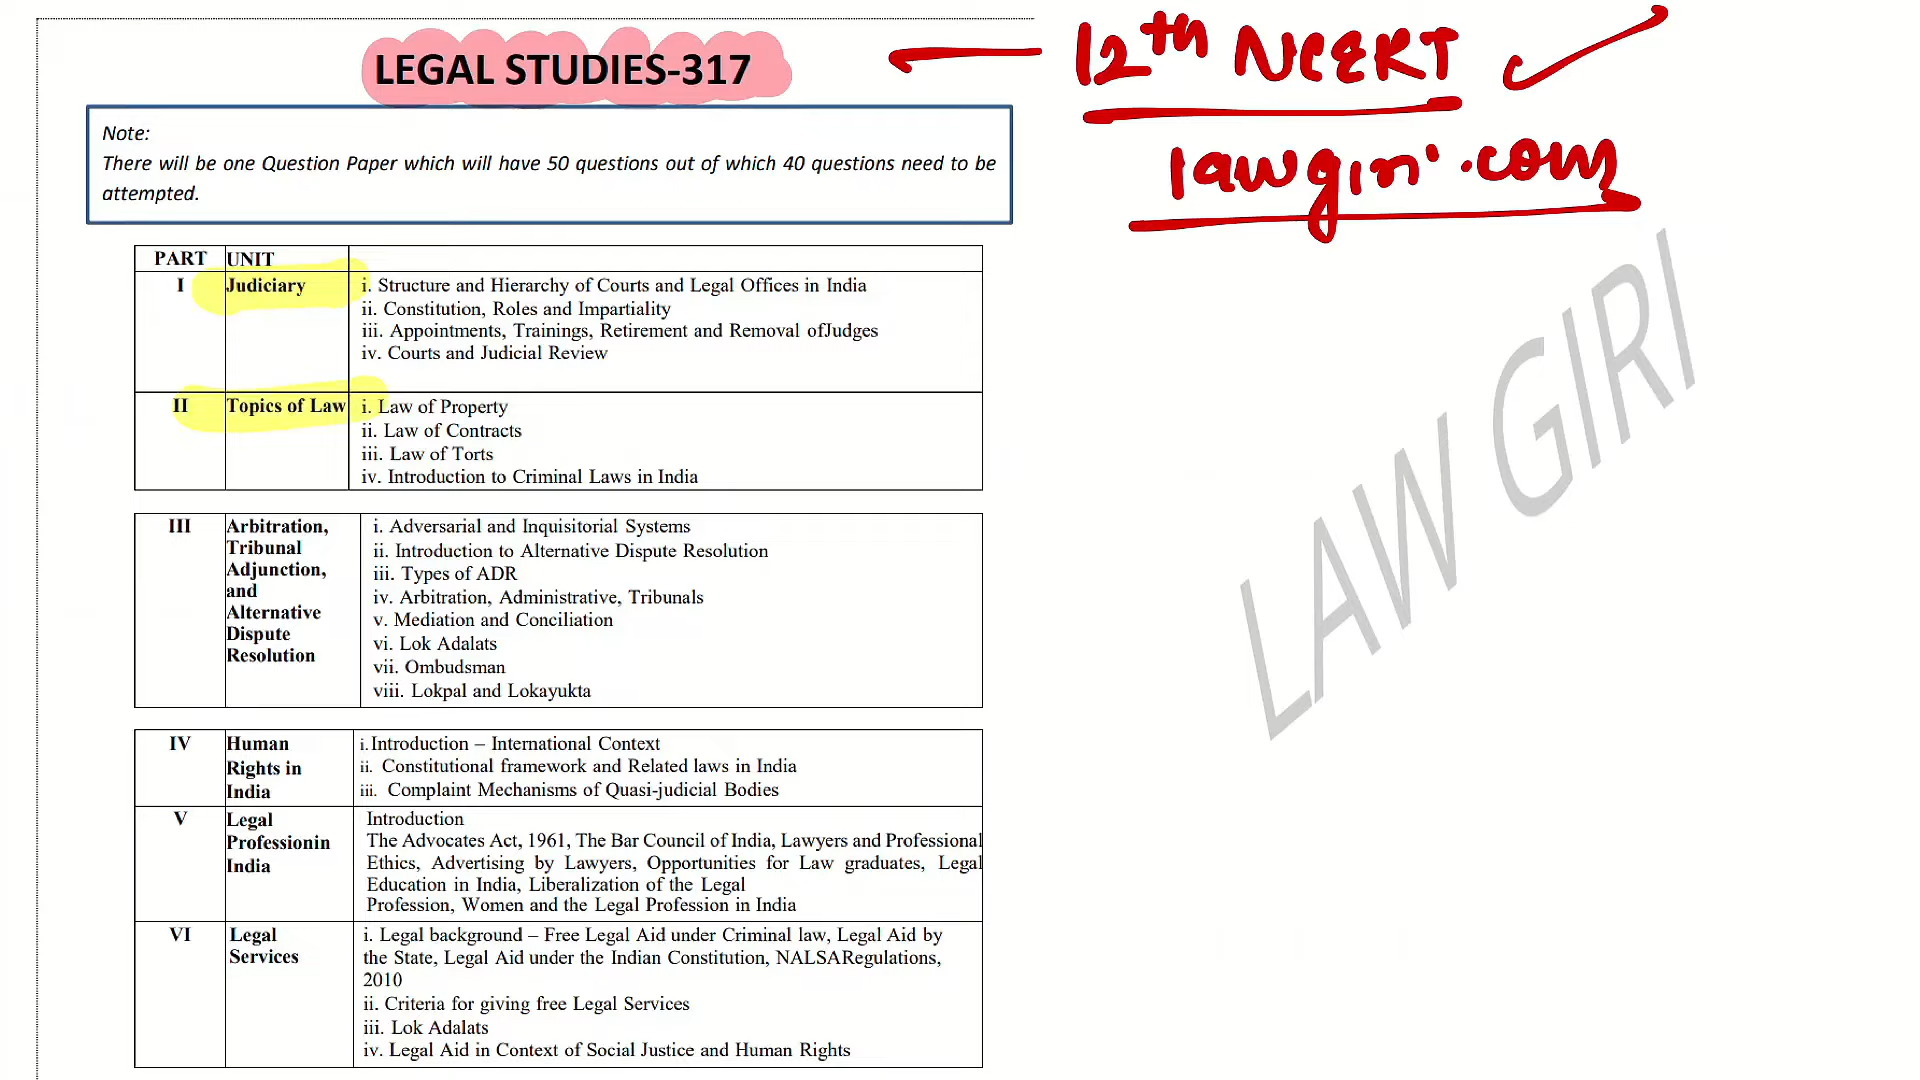 LEGAL STUDIES-317
12th NCERT
lawgiri.com
Note:
There will be one Question Paper which will have 50 questions out of which 40 questions need to be
attempted.
PART UNIT
I Judiciary i. Structure and Hierarchy of Courts and Legal Offices in India
ii. Constitution, Roles and Impartiality
iii. Appointments, Trainings, Retirement and Removal ofJudges
iv. Courts and Judicial Review
II Topics of Law i. Law of Property
ii. Law of Contracts
iii. Law of Torts
iv. Introduction to Criminal Laws in India
III Arbitration, i. Adversarial and Inquisitorial Systems
Tribunal ii. Introduction to Alternative Dispute Resolution
Adjunction, iii. Types of ADR
and iv. Arbitration, Administrative, Tribunals
Alternative v. Mediation and Conciliation
Dispute vi. Lok Adalats
Resolution vii. Ombudsman
viii. Lokpal and Lokayukta
IV Human i.Introduction – International Context
Rights in ii. Constitutional framework and Related laws in India
India iii. Complaint Mechanisms of Quasi-judicial Bodies
V Legal Introduction
Professionin The Advocates Act, 1961, The Bar Council of India, Lawyers and Professional
India Ethics, Advertising by Lawyers, Opportunities for Law graduates, Legal
Education in India, Liberalization of the Legal
Profession, Women and the Legal Profession in India
VI Legal i. Legal background – Free Legal Aid under Criminal law, Legal Aid by
Services the State, Legal Aid under the Indian Constitution, NALSARegulations,
2010
ii. Criteria for giving free Legal Services
iii. Lok Adalats
iv. Legal Aid in Context of Social Justice and Human Rights
LAW GIRI